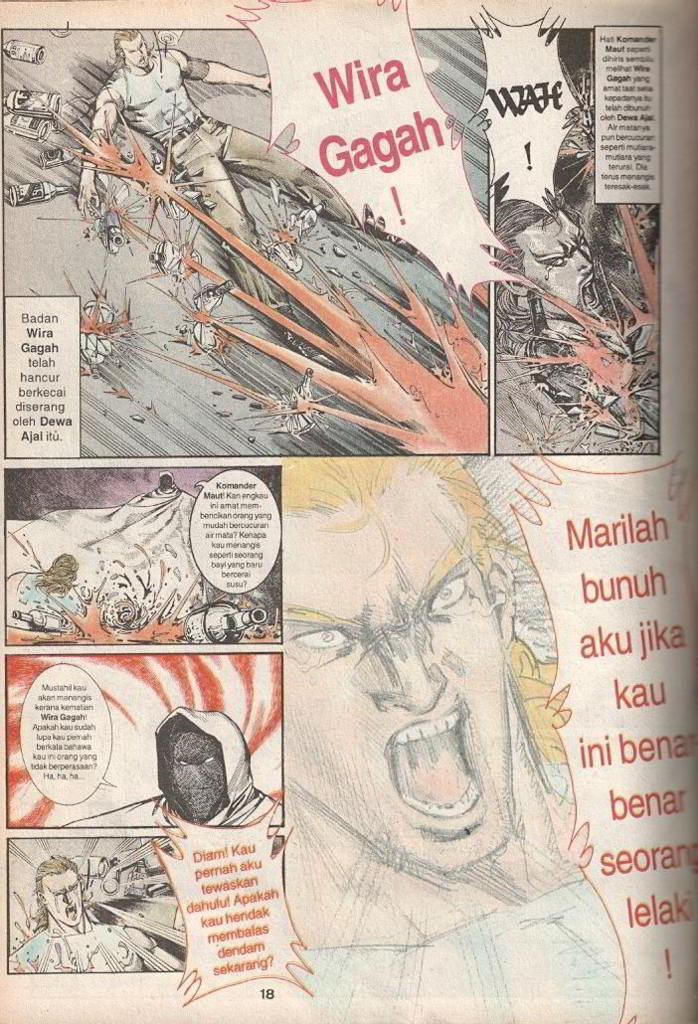 Wira
Gagah
!
WAH
!
Hati Komander
Maut seperti
dihiris sembilu
melihat Wira
Gagah yang
amat taat setia
kepadanya itu
telah dibunuh
oleh Dewa Ajal.
Air matanya
pun bercucuran
seperti mutiara-
mutiara yang
terurai. Dia
terus menangis
teresak-esak.
Badan
Wira
Gagah
telah
hancur
berkecai
diserang
oleh Dewa
Ajal itu.
Komander
Maut! Kan engkau
ini amat mem-
bencikan orang yang
mudah bercucuran
air mata? Kenapa
kau menangis
seperti seorang
bayi yang baru
bercerai
susu?
Mustahil kau
akan menangis
kerana kematian
Wira Gagah!
Apakah kau sudah
lupa kau pernah
berkata bahawa
kau ini orang yang
tidak berperasaan?
Ha, ha, ha...
Diam! Kau
pernah aku
tewaskan
dahulu! Apakah
kau hendak
membalas
dendam
sekarang?
Marilah
bunuh
aku jika
kau
ini benar
benar
seorang
lelaki
!
18